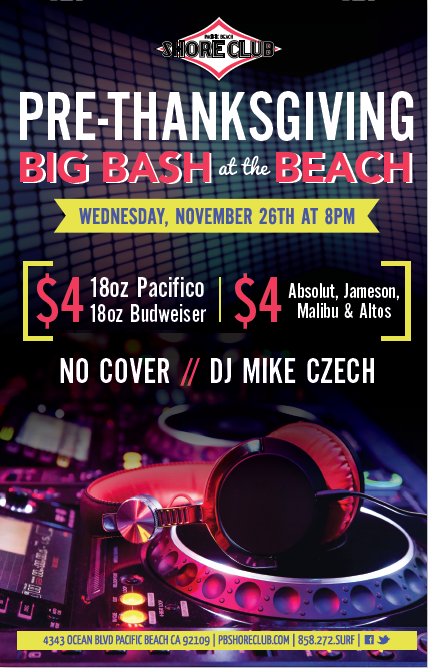 PACIFIC BEACH
SHORE CLUB
PRE-THANKSGIVING
BIG BASH at the BEACH
WEDNESDAY, NOVEMBER 26TH AT 8PM
$4 18oz Pacifico
18oz Budweiser
$4 Absolut, Jameson,
Malibu & Altos
NO COVER // DJ MIKE CZECH
4343 OCEAN BLVD PACIFIC BEACH CA 92109 | PBSHORECLUB.COM | 858.272.SURF |